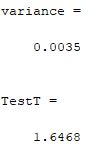 variance =
0.0035
TestT =
1.6468